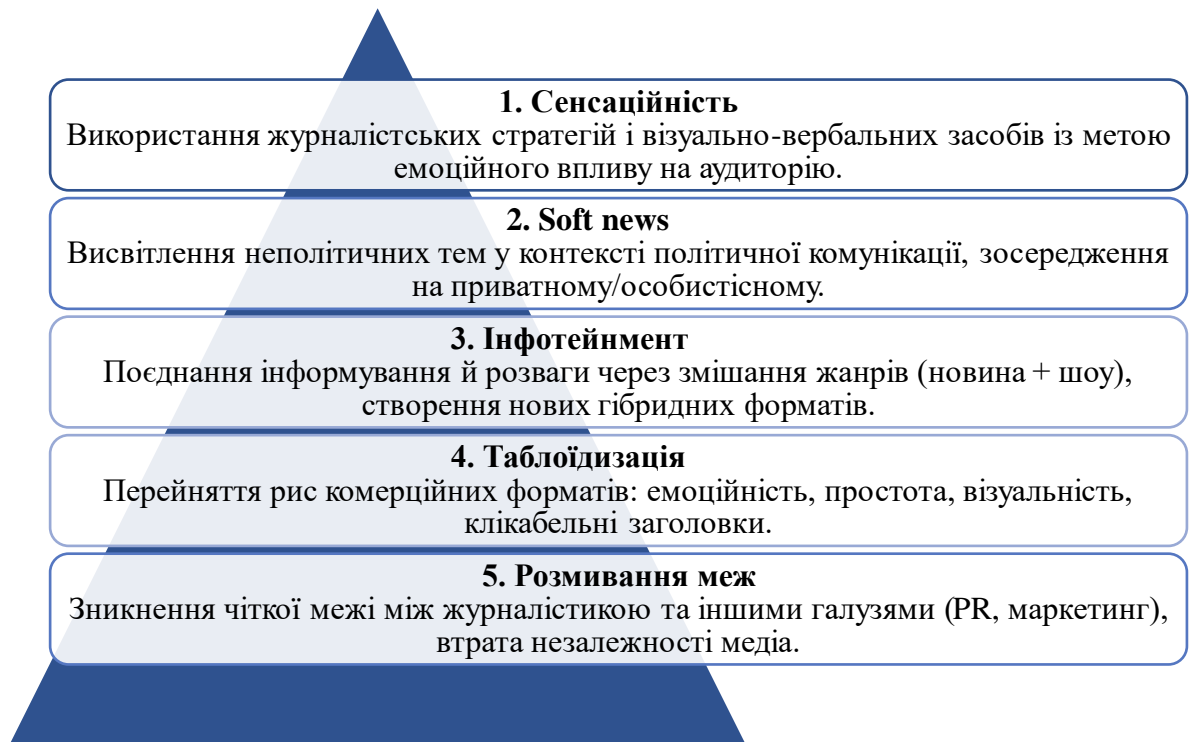 1. Сенсаційність
Використання журналістських стратегій і візуально-вербальних засобів із метою
емоційного впливу на аудиторію.
2. Soft news
Висвітлення неполітичних тем у контексті політичної комунікації, зосередження
на приватному/особистісному.
3. Інфотейнмент
Поєднання інформування й розваги через змішання жанрів (новина + шоу),
створення нових гібридних форматів.
4. Таблоїдизація
Перейняття рис комерційних форматів: емоційність, простота, візуальність,
клікабельні заголовки.
5. Розмивання меж
Зникнення чіткої межі між журналістикою та іншими галузями (PR, маркетинг),
втрата незалежності медіа.